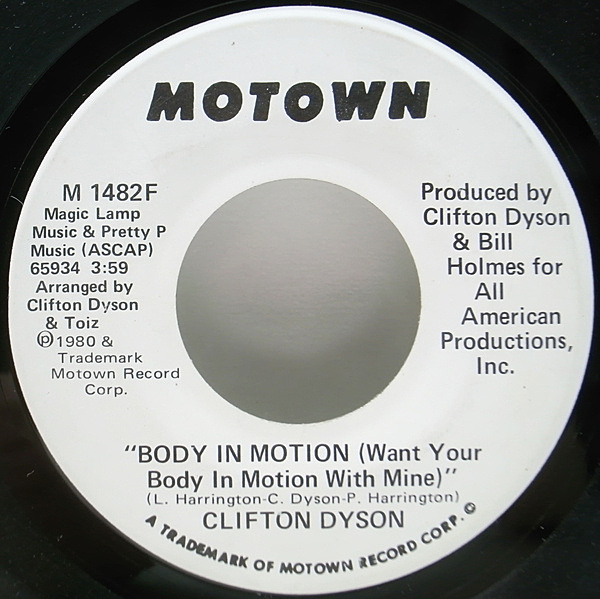 MOTOWN
M 1482F
Magic Lamp
Music & Pretty P
Music (ASCAP)
65934 3:59
Arranged by
Clifton Dyson
& Toiz
℗1980 &
Trademark
Motown Record
Corp.
Produced by
Clifton Dyson
& Bill
Holmes for
All
American
Productions,
Inc.
"BODY IN MOTION (Want Your
Body In Motion With Mine)"
(L. Harrington-C. Dyson-P. Harrington)
CLIFTON DYSON
A TRADEMARK OF MOTOWN RECORD CORP.©